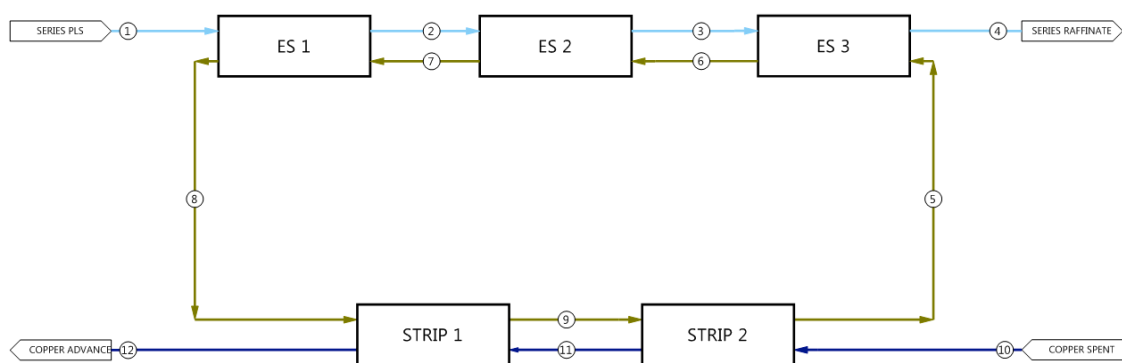 SERIES PLS
1
ES 1
2
ES 2
3
ES 3
4
SERIES RAFFINATE
7
6
8
5
STRIP 1
9
STRIP 2
COPPER ADVANCE
12
11
10
COPPER SPENT